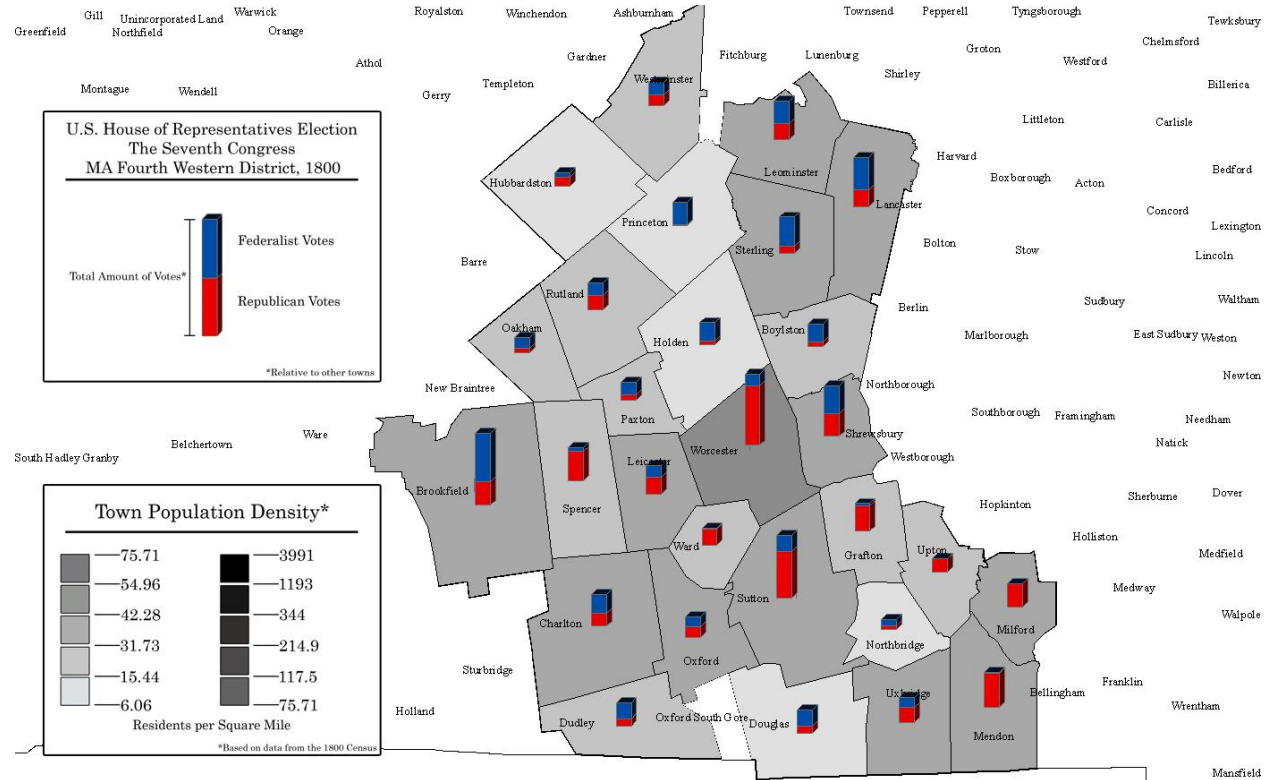 Gill
Unincorporated Land
Warwick
Royalston
Winchendon
Ashburnham
Townsend
Pepperell
Tyngsborough
Tewksbury
Greenfield
Northfield
Orange
Athol
Gardner
Fitchburg
Lunenburg
Groton
Westford
Chelmsford
Montague
Wendell
Gerry
Templeton
Westminster
Shirley
Billerica
U.S. House of Representatives Election
The Seventh Congress
MA Fourth Western District, 1800
Federalist Votes
Total Amount of Votes*
Republican Votes
*Relative to other towns
Littleton
Carlisle
Harvard
Boxborough
Acton
Bedford
Hubbardston
Leominster
Lancaster
Princeton
Sterling
Concord
Lexington
Bolton
Stow
Lincoln
Barre
Rutland
Oakham
Holden
Boylston
Berlin
Sudbury
Waltham
Marlborough
East Sudbury
Weston
New Braintree
Paxton
Northborough
Newton
Southborough
Framingham
Needham
Shrewsbury
Belchertown
Ware
Natick
South Hadley
Granby
Brookfield
Spencer
Leicester
Worcester
Westborough
Town Population Density*
75.71
54.96
42.28
31.73
15.44
6.06
3991
1193
344
214.9
117.5
75.71
Residents per Square Mile
*Based on data from the 1800 Census
Hopkinton
Sherburne
Dover
Holliston
Medfield
Ward
Grafton
Upton
Medway
Walpole
Sutton
Charlton
Milford
Northbridge
Oxford
Sturbridge
Holland
Uxbridge
Bellingham
Franklin
Wrentham
Dudley
Oxford South Gore
Douglas
Mendon
Mansfield